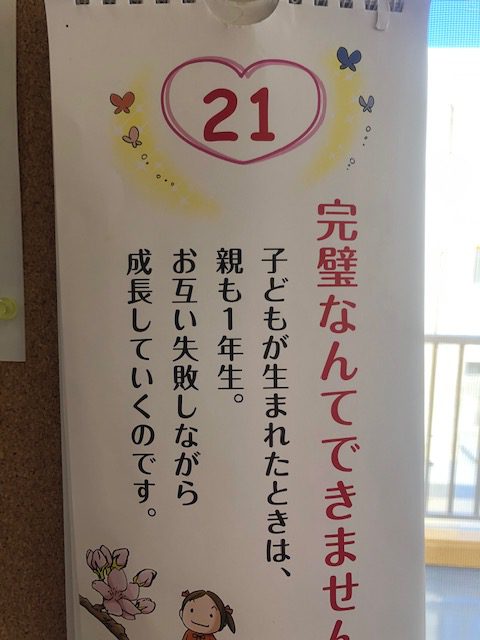 21
完璧なんてできません
子どもが生まれたときは、
親も1年生。
お互い失敗しながら
成長していくのです。